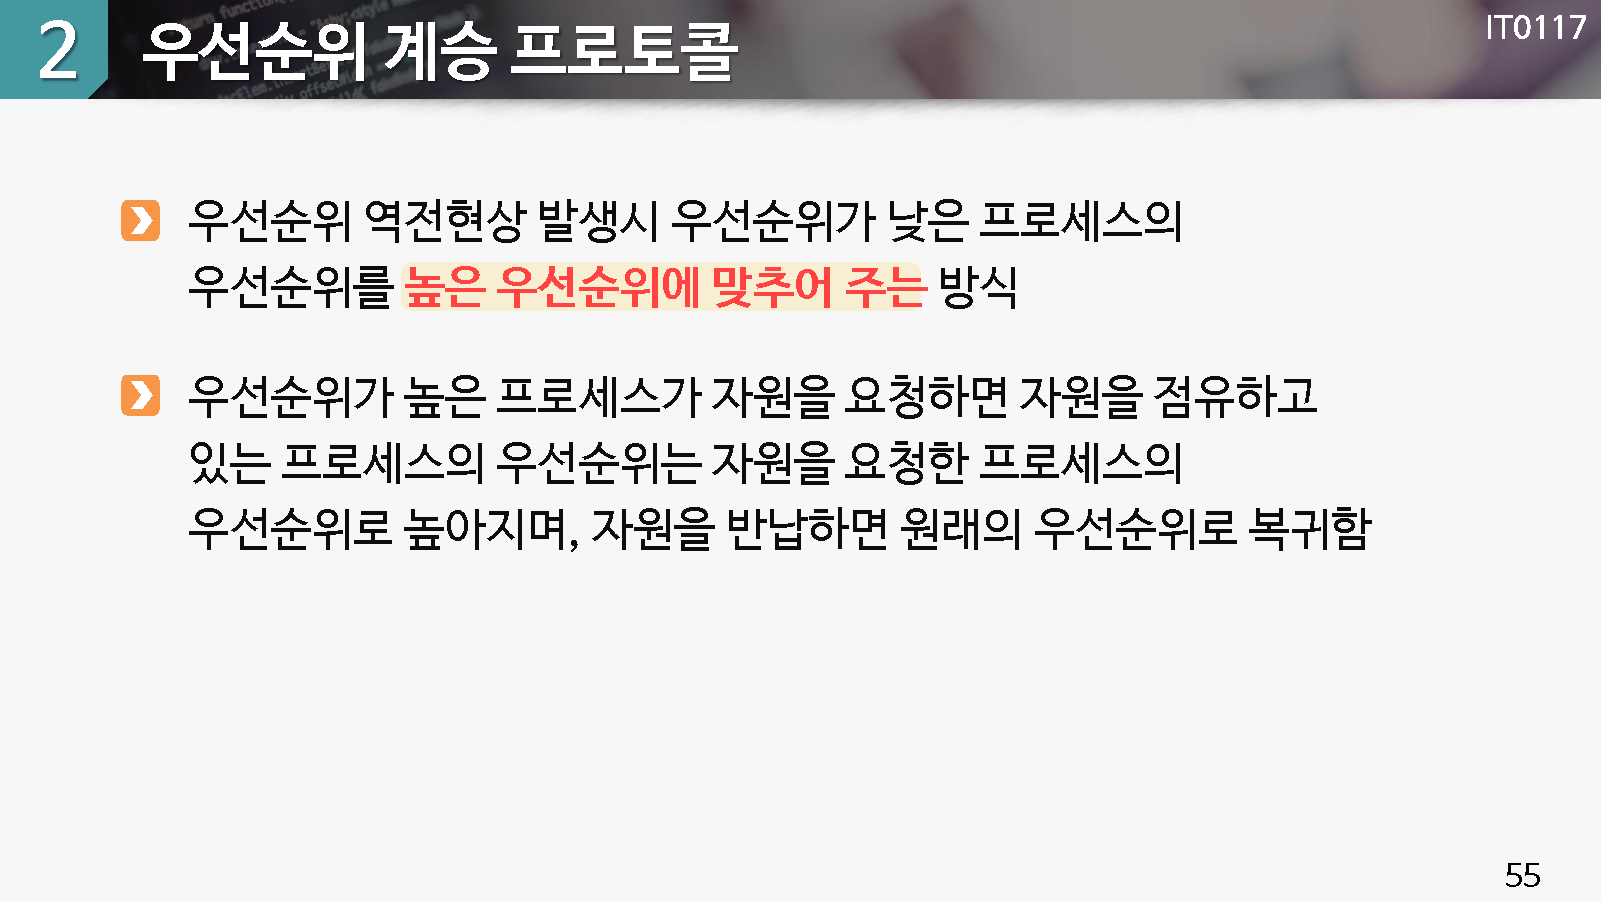 2 우선순위 계승 프로토콜
IT0117
우선순위 역전현상 발생시 우선순위가 낮은 프로세스의
우선순위를 높은 우선순위에 맞추어 주는 방식
우선순위가 높은 프로세스가 자원을 요청하면 자원을 점유하고
있는 프로세스의 우선순위는 자원을 요청한 프로세스의
우선순위로 높아지며, 자원을 반납하면 원래의 우선순위로 복귀함
55